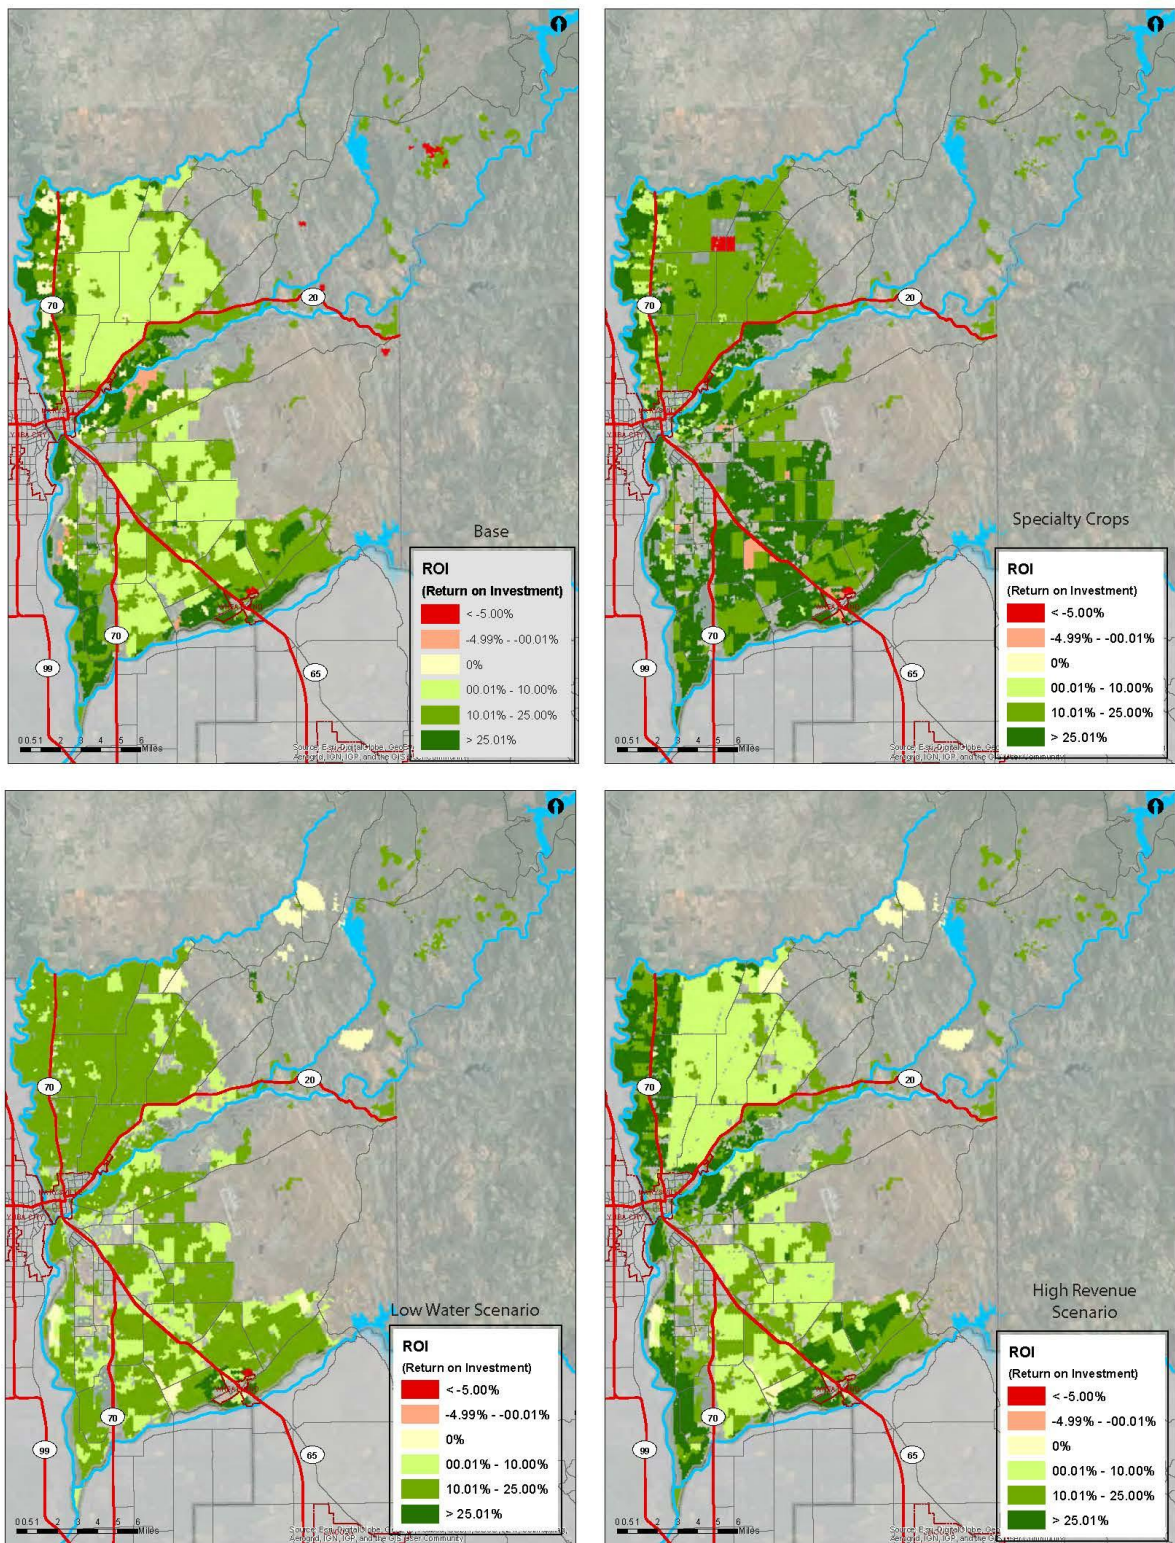 70
20
YUBA CITY
Base
ROI
(Return on Investment)
< -5.00%
-4.99% - -00.01%
0%
00.01% - 10.00%
10.01% - 25.00%
> 25.01%
70
99
65
0 0.5 1 2 3 4 5 6
Miles
70
20
YUBA CITY
Specialty Crops
ROI
(Return on Investment)
< -5.00%
-4.99% - -00.01%
0%
00.01% - 10.00%
10.01% - 25.00%
> 25.01%
70
99
65
0 0.5 1 2 3 4 5 6
Miles
70
20
YUBA CITY
Low Water Scenario
ROI
(Return on Investment)
< -5.00%
-4.99% - -00.01%
0%
00.01% - 10.00%
10.01% - 25.00%
> 25.01%
70
99
65
0 0.5 1 2 3 4 5 6
Miles
70
20
YUBA CITY
High Revenue
Scenario
ROI
(Return on Investment)
< -5.00%
-4.99% - -00.01%
0%
00.01% - 10.00%
10.01% - 25.00%
> 25.01%
70
99
65
0 0.5 1 2 3 4 5 6
Miles